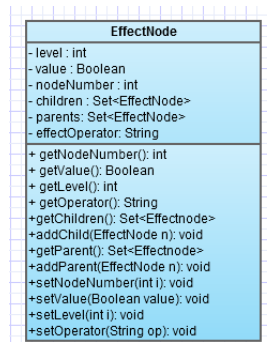 EffectNode
- level : int
- value : Boolean
- nodeNumber : int
- children : Set<EffectNode>
- parents: Set<EffectNode>
- effectOperator: String
+ getNodeNumber(): int
+ getValue(): Boolean
+ getLevel(): int
+ getOperator(): String
+getChildren(): Set<Effectnode>
+addChild(EffectNode n): void
+getParent(): Set<Effectnode>
+addParent(EffectNode n): void
+setNodeNumber(int i): void
+setValue(Boolean value): void
+setLevel(int i): void
+setOperator(String op): void